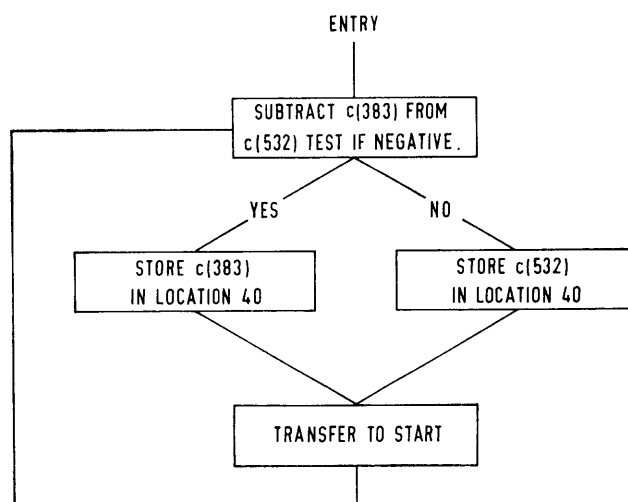 ENTRY
SUBTRACT c(383) FROM
c(532) TEST IF NEGATIVE.
YES
NO
STORE c(383)
IN LOCATION 40
STORE c(532)
IN LOCATION 40
TRANSFER TO START